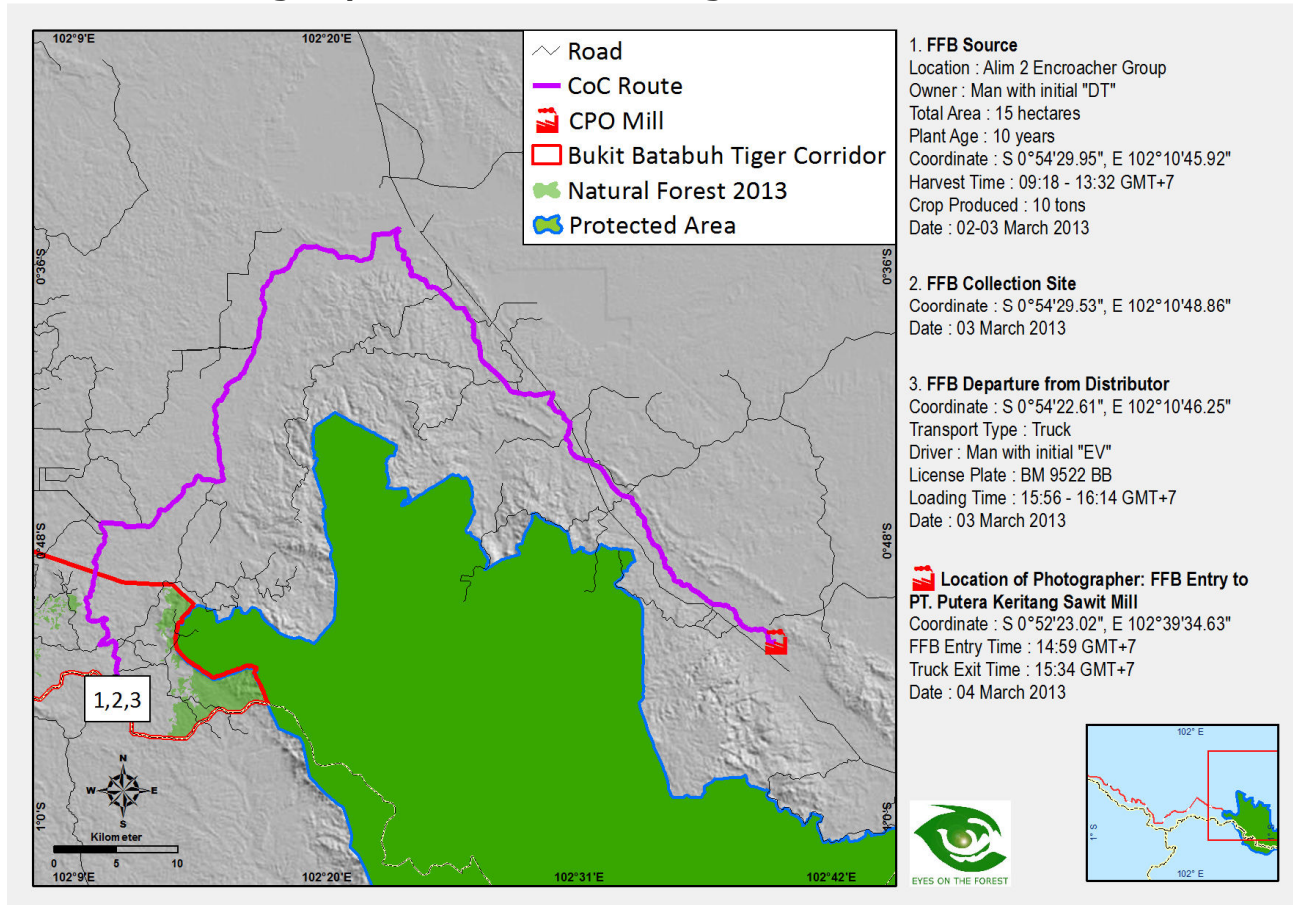 102°9'E
102°20'E
Road
CoC Route
CPO Mill
Bukit Batabuh Tiger Corridor
Natural Forest 2013
Protected Area
0°36'S
0°36'S
0°48'S
0°48'S
1,2,3
N
W
E
S
1°0'S
1°0'S
Kilometer
0 5 10
102°9'E
102°20'E
102°31'E
102°42'E
1. FFB Source
Location : Alim 2 Encroacher Group
Owner : Man with initial "DT"
Total Area : 15 hectares
Plant Age : 10 years
Coordinate : S 0°54'29.95", E 102°10'45.92"
Harvest Time : 09:18 - 13:32 GMT+7
Crop Produced : 10 tons
Date : 02-03 March 2013
2. FFB Collection Site
Coordinate : S 0°54'29.53", E 102°10'48.86"
Date : 03 March 2013
3. FFB Departure from Distributor
Coordinate : S 0°54'22.61", E 102°10'46.25"
Transport Type : Truck
Driver : Man with initial "EV"
License Plate : BM 9522 BB
Loading Time : 15:56 - 16:14 GMT+7
Date : 03 March 2013
Location of Photographer: FFB Entry to
PT. Putera Keritang Sawit Mill
Coordinate : S 0°52'23.02", E 102°39'34.63"
FFB Entry Time : 14:59 GMT+7
Truck Exit Time : 15:34 GMT+7
Date : 04 March 2013
EYES ON THE FOREST
102° E
1° S
1° S
102° E